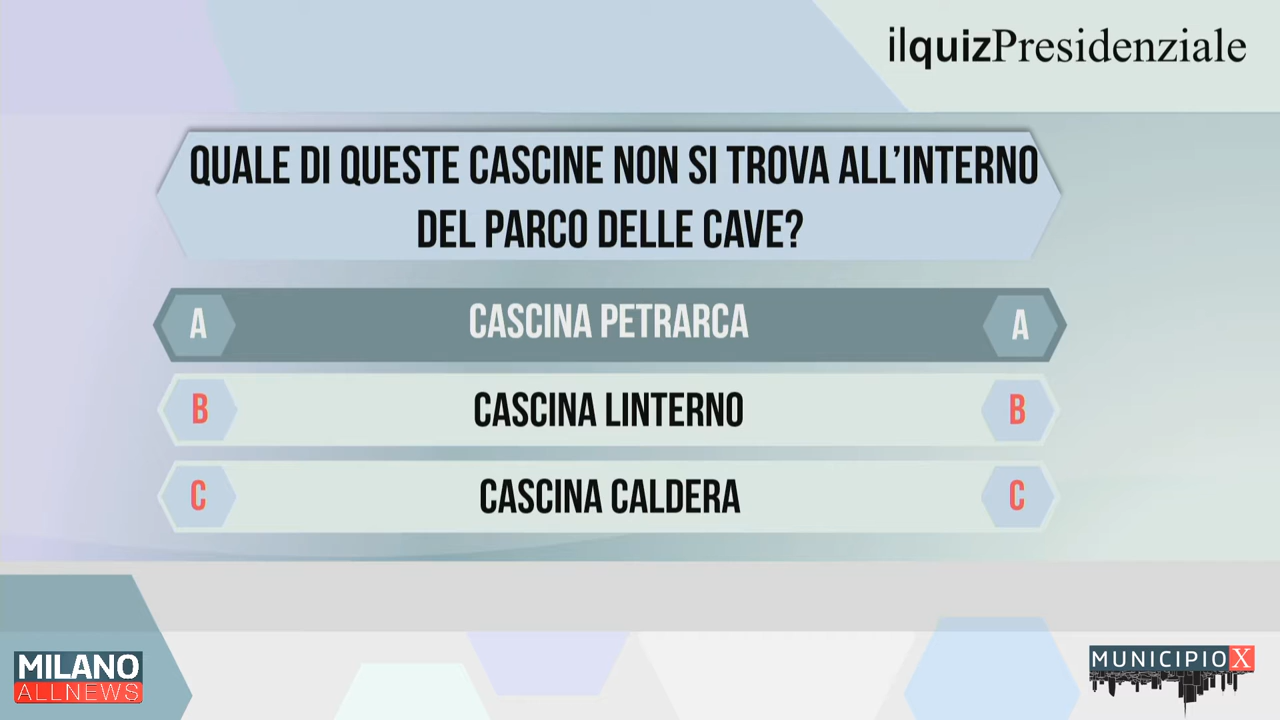 ilquizPresidenziale
QUALE DI QUESTE CASCINE NON SI TROVA ALL'INTERNO
DEL PARCO DELLE CAVE?
A CASCINA PETRARCA A
B CASCINA LINTERNO B
C CASCINA CALDERA C
MILANO
ALLNEWS
MUNICIPIOX